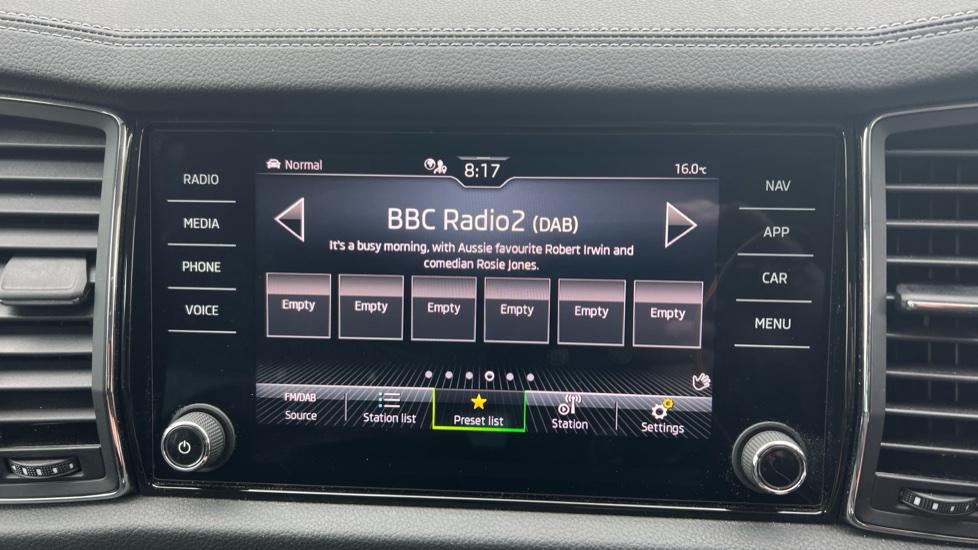 RADIO
MEDIA
PHONE
VOICE
Normal
8:17
16.0°C
BBC Radio2 (DAB)
It's a busy morning, with Aussie favourite Robert Irwin and
comedian Rosie Jones.
Empty Empty Empty Empty Empty Empty
FM/DAB
Source
Station list
Preset list
Station
Settings
NAV
APP
CAR
MENU